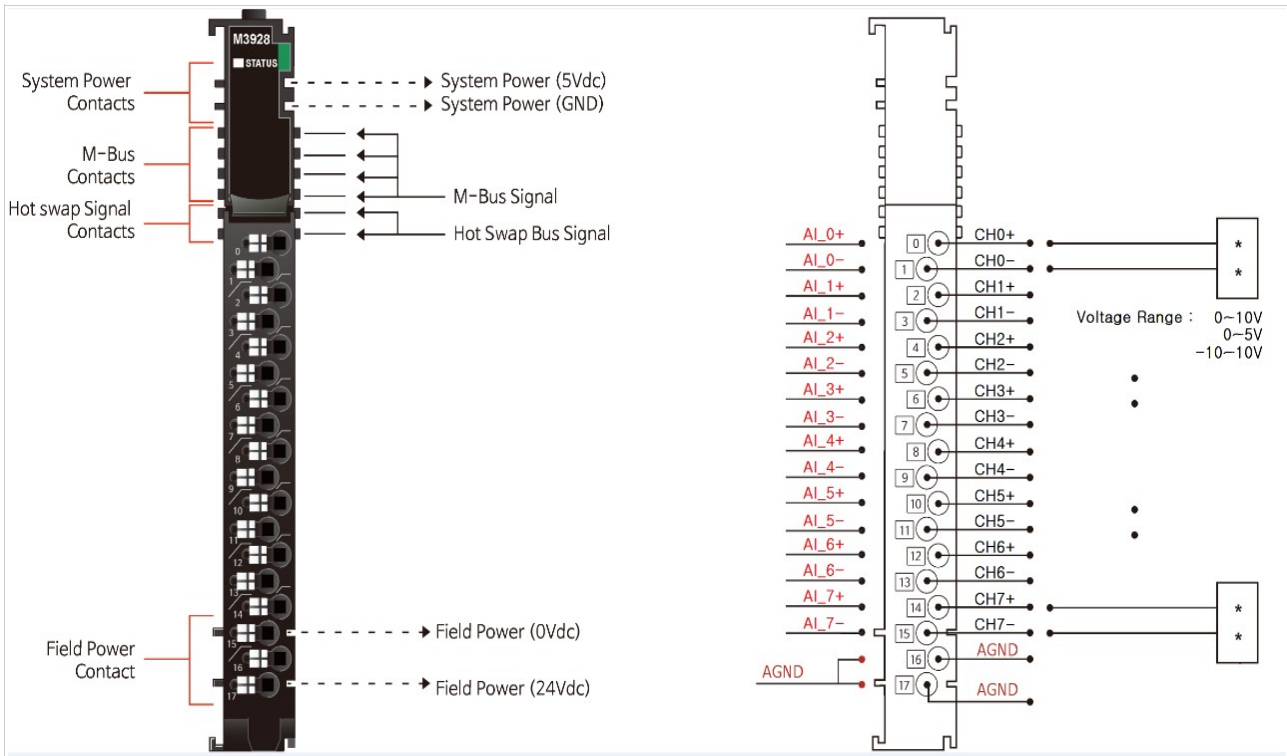 M3928
STATUS
System Power
Contacts
System Power (5Vdc)
System Power (GND)
M-Bus
Contacts
M-Bus Signal
Hot swap Signal
Contacts
Hot Swap Bus Signal
0
1
2
3
4
5
6
7
8
9
10
11
12
13
14
15
16
17
Field Power
Contact
Field Power (0Vdc)
Field Power (24Vdc)
AI_0+ 0 CH0+ *
AI_0- 1 CH0- *
AI_1+ 2 CH1+
AI_1- 3 CH1-
AI_2+ 4 CH2+
AI_2- 5 CH2-
AI_3+ 6 CH3+
AI_3- 7 CH3-
AI_4+ 8 CH4+
AI_4- 9 CH4-
AI_5+ 10 CH5+
AI_5- 11 CH5-
AI_6+ 12 CH6+
AI_6- 13 CH6-
AI_7+ 14 CH7+ *
AI_7- 15 CH7- *
AGND 16 AGND
17 AGND
Voltage Range : 0~10V
0~5V
-10~10V